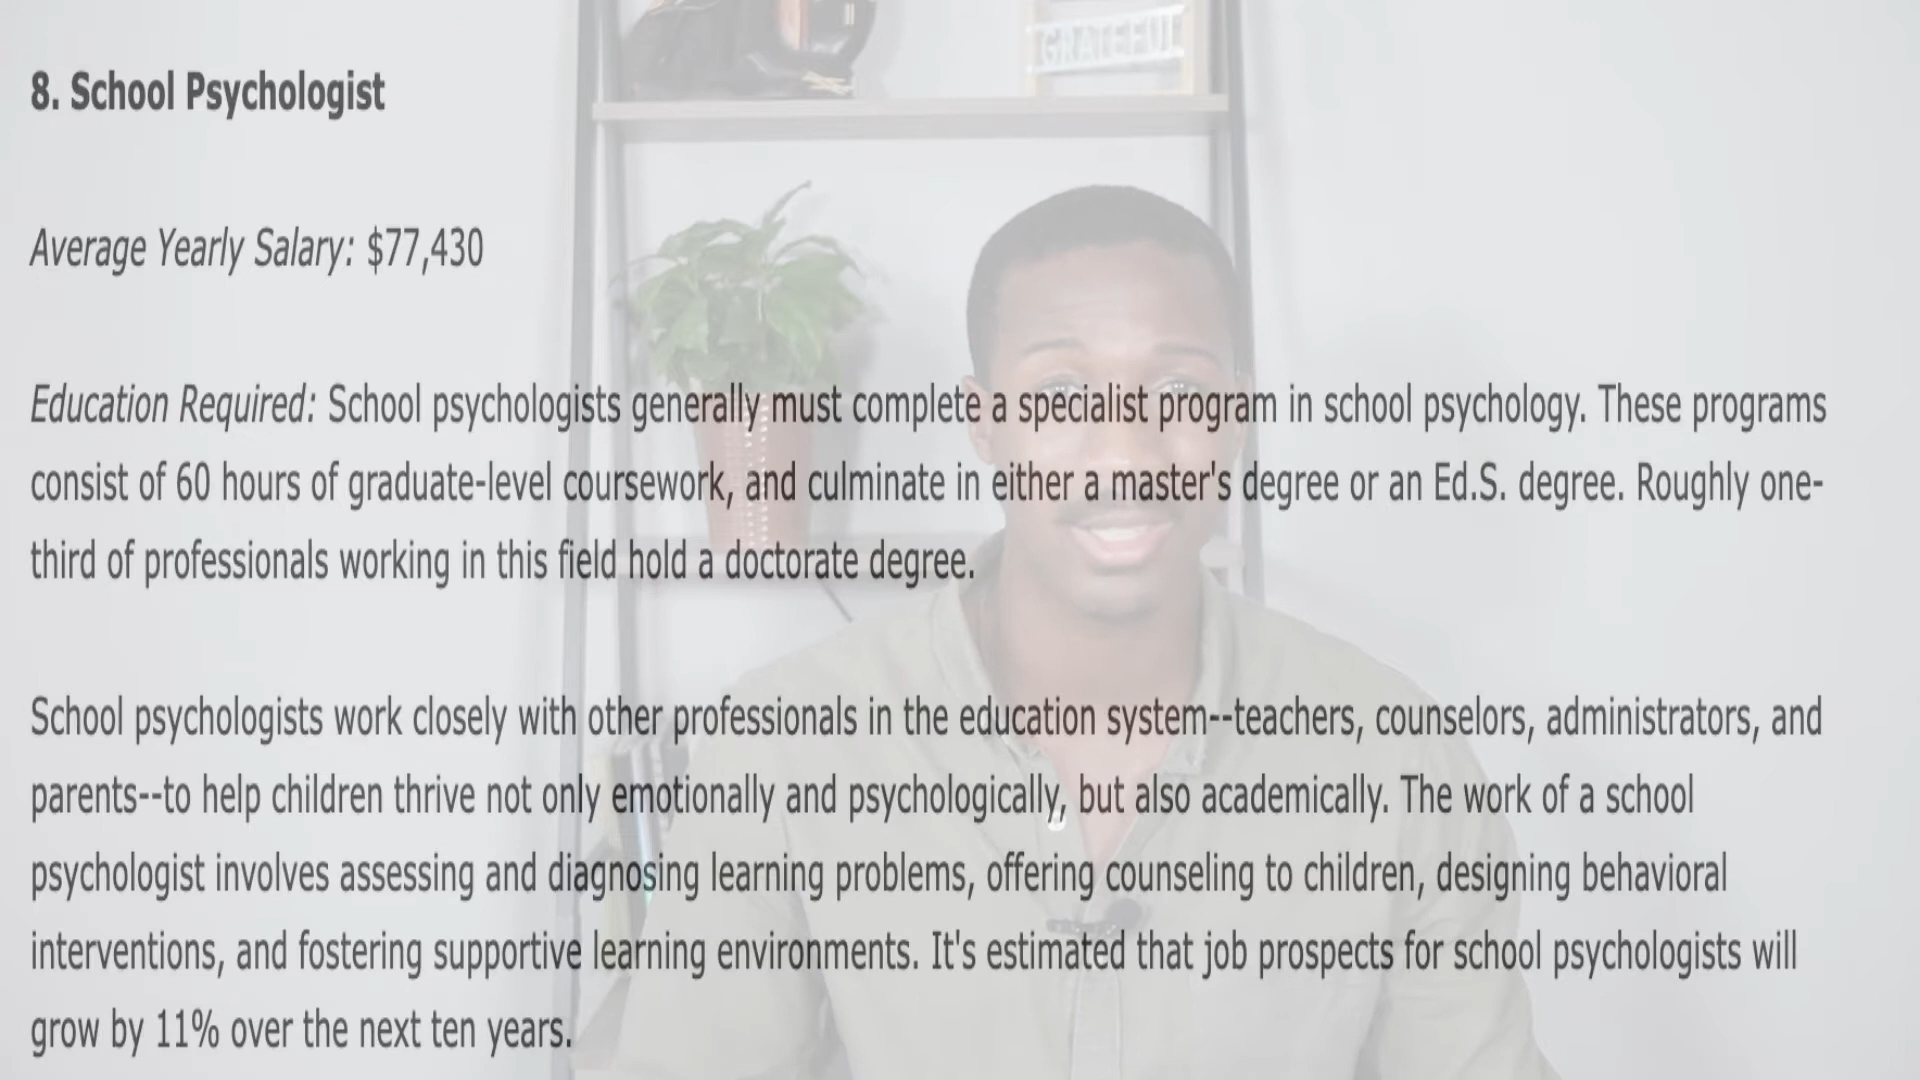 GRATEFUL
8. School Psychologist
Average Yearly Salary: $77,430
Education Required: School psychologists generally must complete a specialist program in school psychology. These programs
consist of 60 hours of graduate-level coursework, and culminate in either a master's degree or an Ed.S. degree. Roughly one-
third of professionals working in this field hold a doctorate degree.
School psychologists work closely with other professionals in the education system--teachers, counselors, administrators, and
parents--to help children thrive not only emotionally and psychologically, but also academically. The work of a school
psychologist involves assessing and diagnosing learning problems, offering counseling to children, designing behavioral
interventions, and fostering supportive learning environments. It's estimated that job prospects for school psychologists will
grow by 11% over the next ten years.